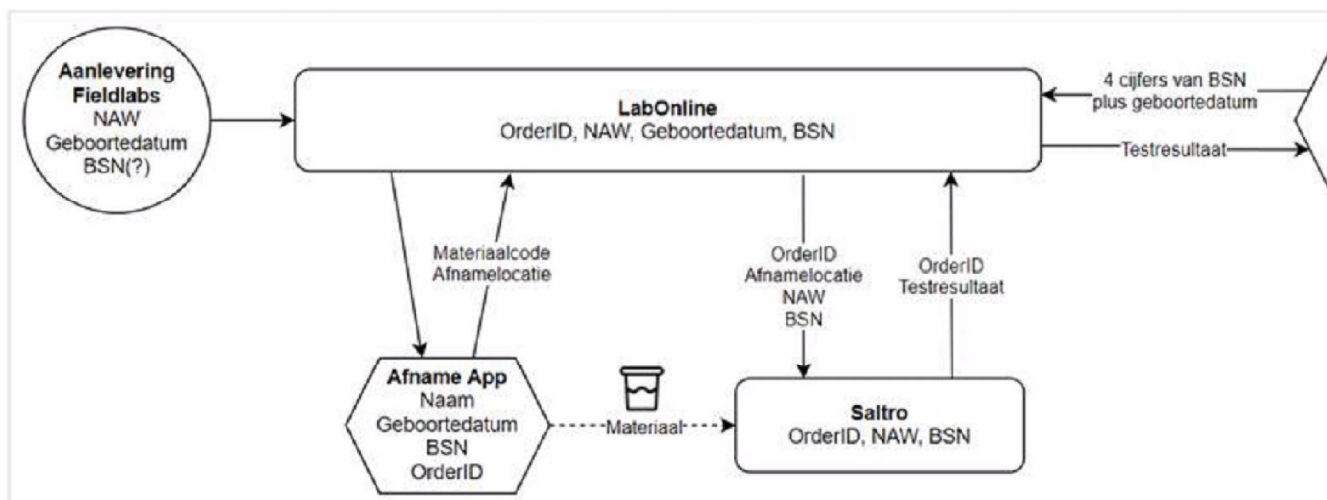 Aanlevering
Fieldlabs
NAW
Geboortedatum
BSN(?)
LabOnline
OrderID, NAW, Geboortedatum, BSN
4 cijfers van BSN
plus geboortedatum
Testresultaat
Materiaalcode
Afnamelocatie
OrderID
Afnamelocatie
NAW
BSN
OrderID
Testresultaat
Afname App
Naam
Geboortedatum
BSN
OrderID
Materiaal
Saltro
OrderID, NAW, BSN